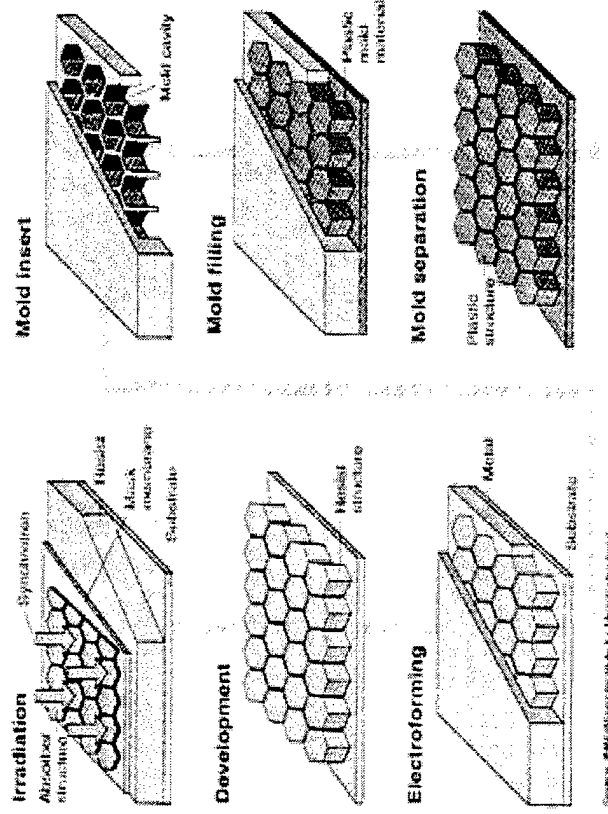 Irradiation
Absorber
structure
Synchrotron
Resist
Mask
membrane
Substrate
Development
Resist
structure
Electroforming
Metal
Substrate
Mold insert
Mold cavity
Mold filling
Plastic
mold
material
Mold separation
Plastic
structure